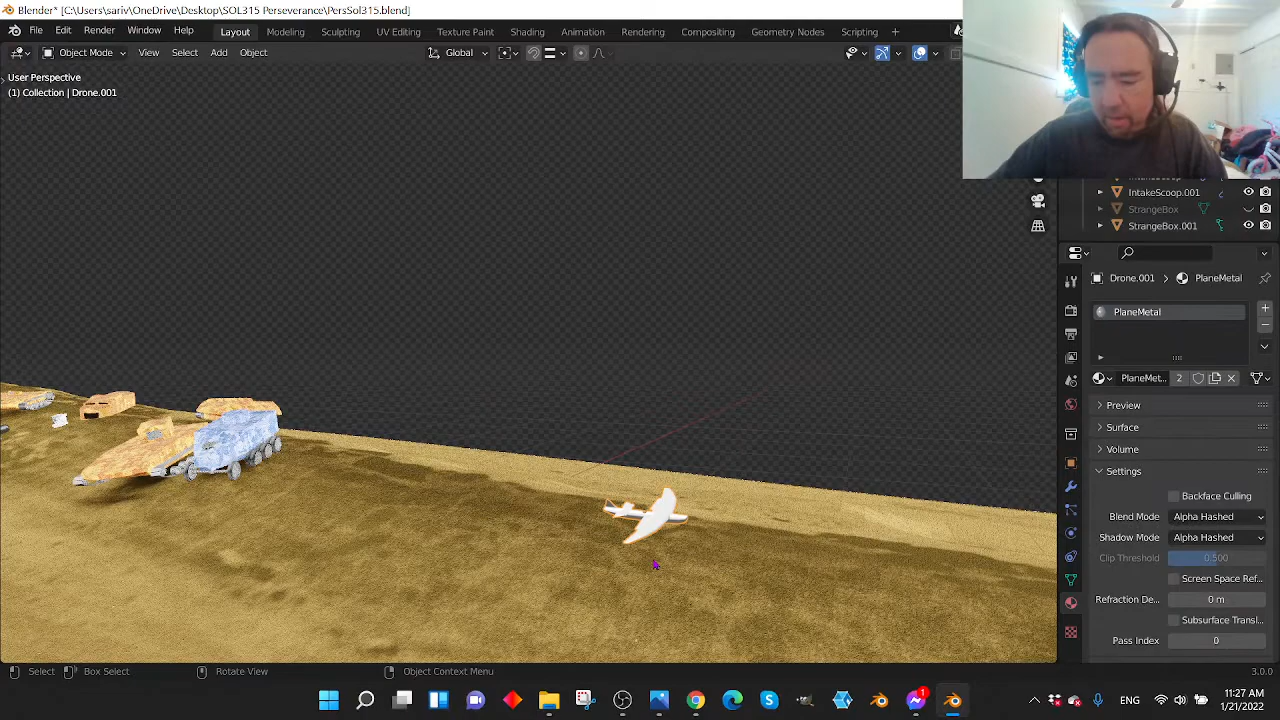 Blender* [C:\Users\sariv\OneDrive\Desktop\SOL315 Perseverance\PersSol315.blend]
File Edit Render Window Help Layout Modeling Sculpting UV Editing Texture Paint Shading Animation Rendering Compositing Geometry Nodes Scripting +
Object Mode View Select Add Object Global
User Perspective
(1) Collection | Drone.001
IntakeScoop.001
StrangeBox
StrangeBox.001
Drone.001 > PlaneMetal
PlaneMetal
PlaneMet... 2
Preview
Surface
Volume
Settings
Backface Culling
Blend Mode Alpha Hashed
Shadow Mode Alpha Hashed
Clip Threshold 0.500
Screen Space Ref...
Refraction De... 0 m
Subsurface Transl...
Pass Index 0
Select Box Select Rotate View Object Context Menu 3.0.0
1
ENG
11:27 AM
1/21/2022